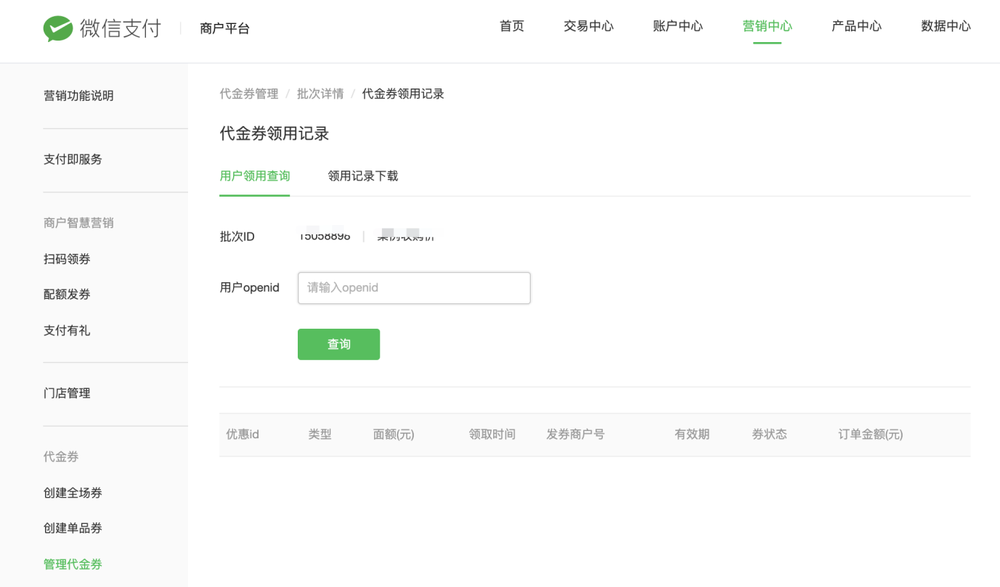 微信支付 商户平台 首页 交易中心 账户中心 营销中心 产品中心 数据中心
营销功能说明
支付即服务
商户智慧营销
扫码领券
配额发券
支付有礼
门店管理
代金券
创建全场券
创建单品券
管理代金券
代金券管理 / 批次详情 / 代金券领用记录
代金券领用记录
用户领用查询 领用记录下载
批次ID 15058898 |
用户openid 请输入openid
查询
优惠id 类型 面额(元) 领取时间 发券商户号 有效期 券状态 订单金额(元)